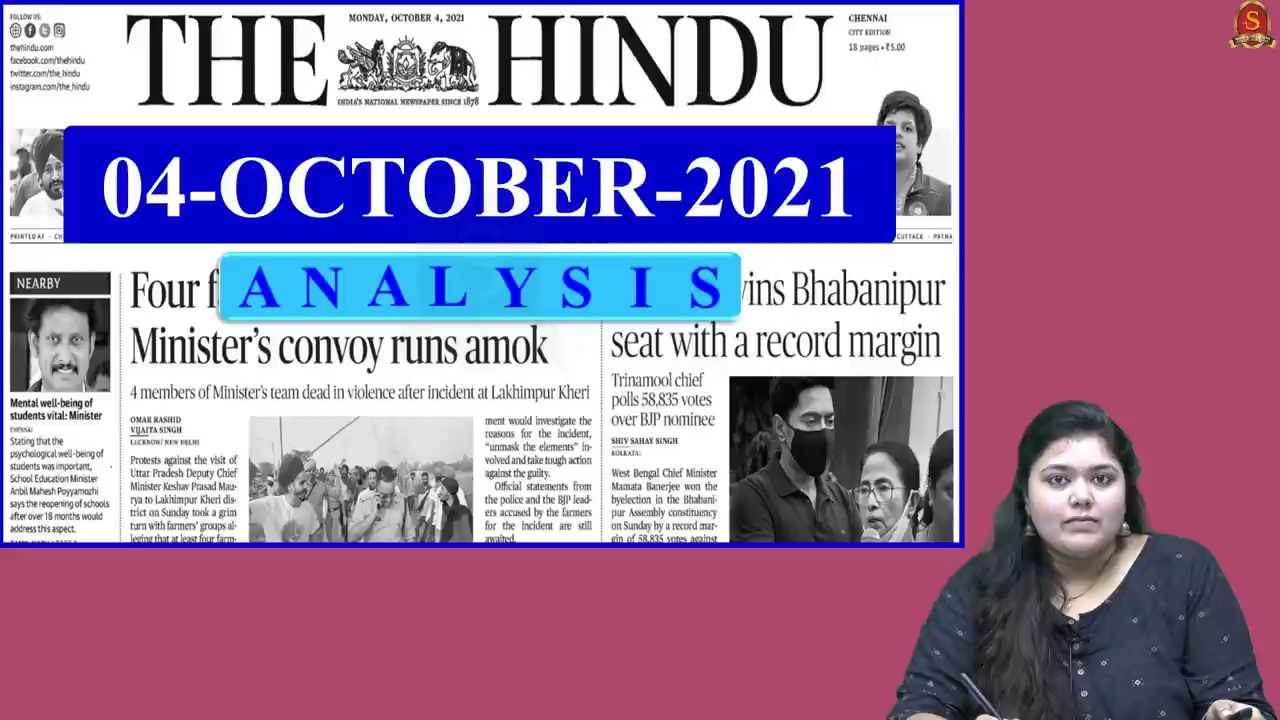 FOLLOW US:
thehindu.com
facebook.com/thehindu
twitter.com/the_hindu
instagram.com/the_hindu
MONDAY, OCTOBER 4, 2021
THE HINDU
INDIA'S NATIONAL NEWSPAPER SINCE 1878
CHENNAI
CITY EDITION
18 pages • ₹5.00
S
04-OCTOBER-2021
PRINTED AT · CH
CUTTACK · PATNA
ANALYSIS
NEARBY
Mental well-being of
students vital: Minister
CHENNAI
Stating that the
psychological well-being of
students was important,
School Education Minister
Anbil Mahesh Poyyamozhi
says the reopening of schools
after over 18 months would
address this aspect.
Four f
Minister's convoy runs amok
4 members of Minister's team dead in violence after incident at Lakhimpur Kheri
OMAR RASHID
VIJAITA SINGH
LUCKNOW/ NEW DELHI
Protests against the visit of
Uttar Pradesh Deputy Chief
Minister Keshav Prasad Mau-
rya to Lakhimpur Kheri dis-
trict on Sunday took a grim
turn with farmers' groups al-
leging that at least four farm-
ment would investigate the
reasons for the incident,
"unmask the elements" in-
volved and take tough action
against the guilty.
Official statements from
the police and the BJP lead-
ers accused by the farmers
for the incident are still
awaited.
ins Bhabanipur
seat with a record margin
Trinamool chief
polls 58,835 votes
over BJP nominee
SHIV SAHAY SINGH
KOLKATA:
West Bengal Chief Minister
Mamata Banerjee won the
byelection in the Bhabani-
pur Assembly constituency
on Sunday by a record mar-
gin of 58,835 votes against